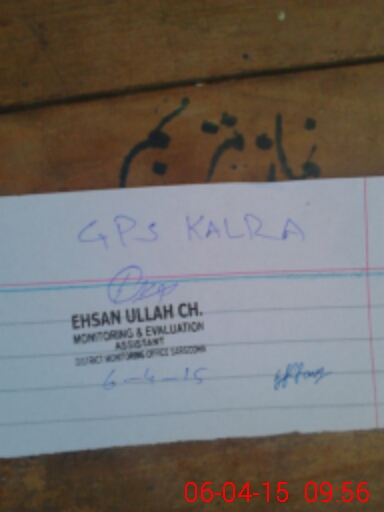 نماز مترجم
GPS KALRA
EHSAN ULLAH CH.
MONITORING & EVALUATION
ASSISTANT
DISTRICT MONITORING OFFICE SARGODHA
6-4-15
06-04-15 09:56